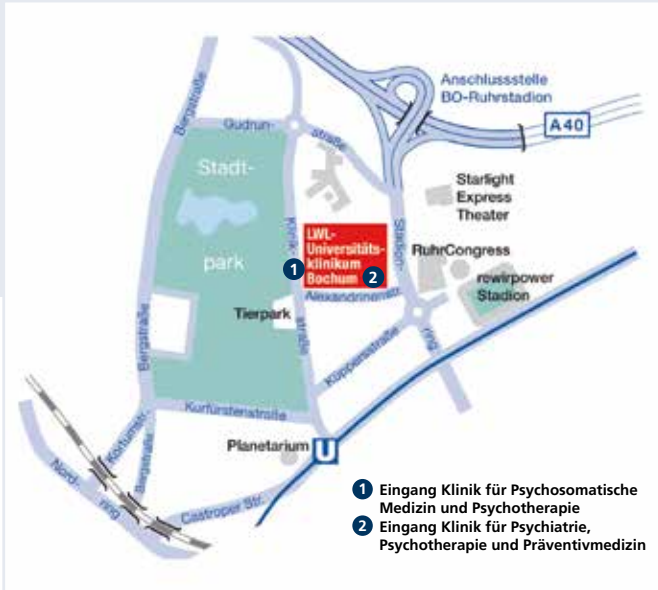 Anschlussstelle
BO-Ruhrstadion
A40
Bergstraße
Gudrun-
straße
Stadt-
park
Starlight
Express
Theater
Klinik-
straße
LWL-
Universitäts-
klinikum
Bochum
1
2
Stadion-
ring
RuhrCongress
rewirpower
Stadion
Alexandrinenstr.
Tierpark
Bergstraße
Küppersstraße
Kurfürstenstraße
Kortumstr.
Bergstraße
Planetarium
U
Nord-
ring
Castroper Str.
1 Eingang Klinik für Psychosomatische
Medizin und Psychotherapie
2 Eingang Klinik für Psychiatrie,
Psychotherapie und Präventivmedizin